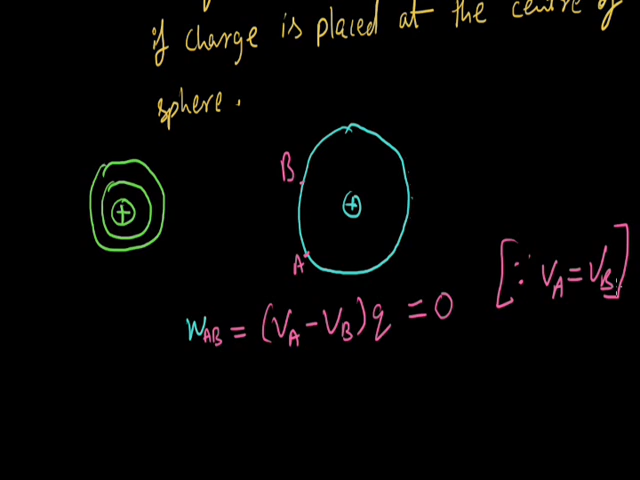 if charge is placed at the centre of
sphere.
B
+ +
A
[∵ V_A = V_B]
W_AB = (V_A - V_B)q = 0